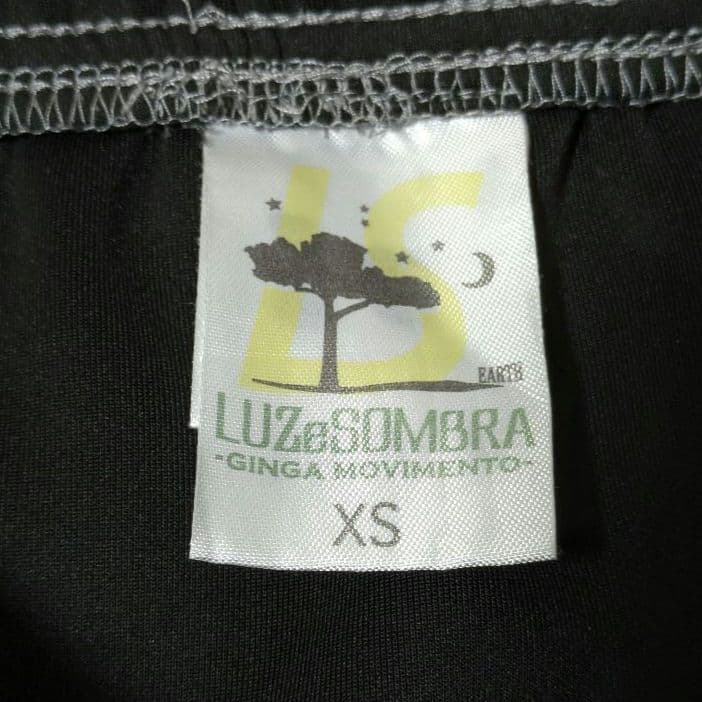 LS
EARTH
LUZeSOMBRA
-GINGA MOVIMENTO-
XS